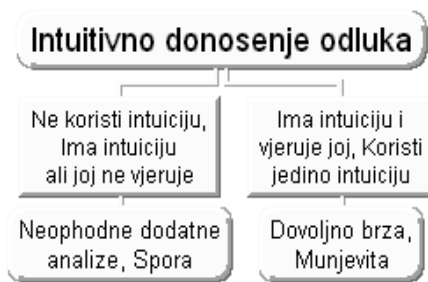 Intuitivno donosenje odluka
Ne koristi intuiciju,
Ima intuiciju
ali joj ne vjeruje
Ima intuiciju i
vjeruje joj, Koristi
jedino intuiciju
Neophodne dodatne
analize, Spora
Dovoljno brza,
Munjevita